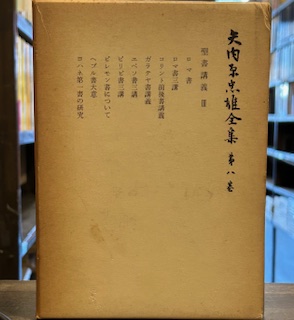 矢内原忠雄全集 第八巻
聖書講義 III
ロマ書
ロマ書三講
コリント前後書講義
ガラテヤ書講義
エペソ書三講
ピリピ書三講
ピレモン書について
ヘブル書大意
ヨハネ第一書の研究